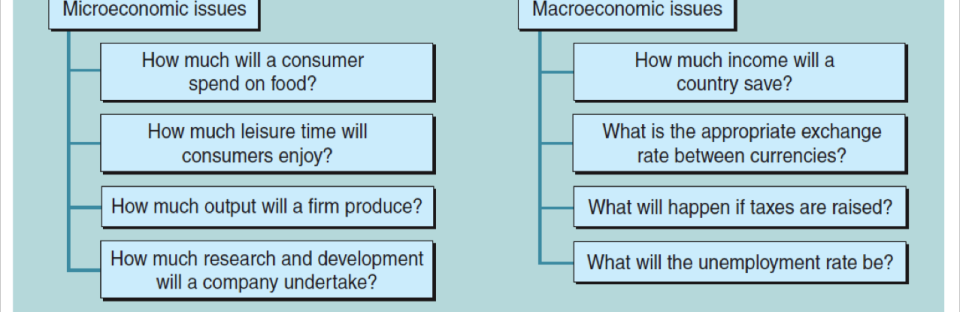 Microeconomic issues
How much will a consumer
spend on food?
How much leisure time will
consumers enjoy?
How much output will a firm produce?
How much research and development
will a company undertake?
Macroeconomic issues
How much income will a
country save?
What is the appropriate exchange
rate between currencies?
What will happen if taxes are raised?
What will the unemployment rate be?